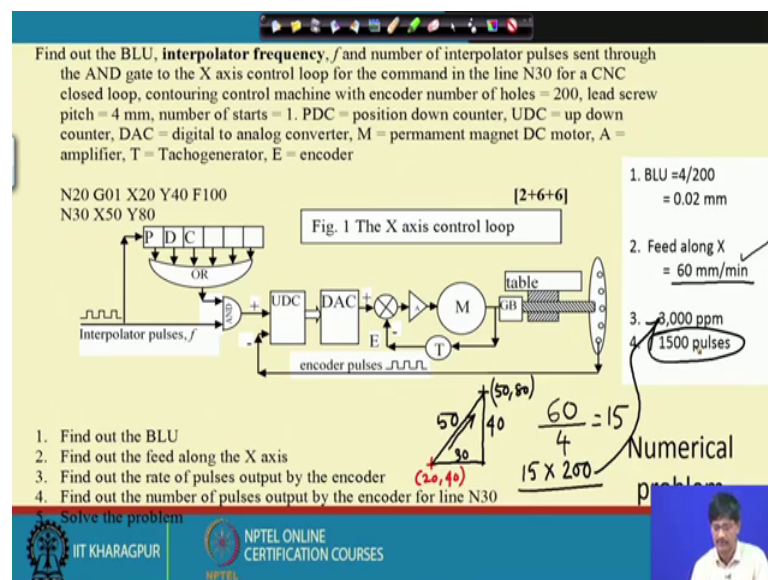 Find out the BLU, interpolator frequency, f and number of interpolator pulses sent through
the AND gate to the X axis control loop for the command in the line N30 for a CNC
closed loop, contouring control machine with encoder number of holes = 200, lead screw
pitch = 4 mm, number of starts = 1. PDC = position down counter, UDC = up down
counter, DAC = digital to analog converter, M = permament magnet DC motor, A =
amplifier, T = Tachogenerator, E = encoder
N20 G01 X20 Y40 F100
[2+6+6]
N30 X50 Y80
Fig. 1 The X axis control loop
P D C
OR
AND
+
-
UDC
DAC
+
-
A
M
GB
table
E
T
Interpolator pulses, f
encoder pulses
1. BLU =4/200
= 0.02 mm
2. Feed along X
= 60 mm/min
3. 3,000 ppm
4. 1500 pulses
(50,80)
50
40
30
(20,40)
60/4 = 15
15 X 200
Numerical
problem
1. Find out the BLU
2. Find out the feed along the X axis
3. Find out the rate of pulses output by the encoder
4. Find out the number of pulses output by the encoder for line N30
5. Solve the problem
IIT KHARAGPUR
NPTEL
NPTEL ONLINE
CERTIFICATION COURSES